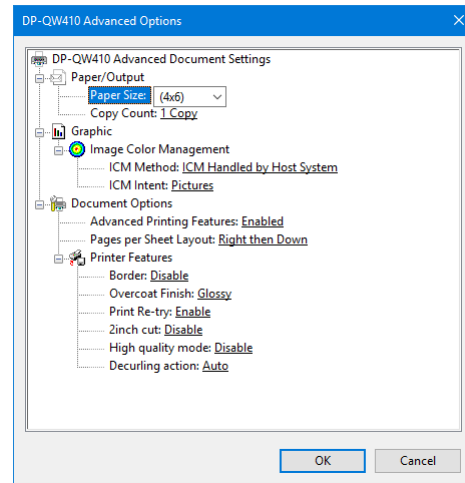 DP-QW410 Advanced Options
DP-QW410 Advanced Document Settings
Paper/Output
Paper Size: (4x6)
Copy Count: 1 Copy
Graphic
Image Color Management
ICM Method: ICM Handled by Host System
ICM Intent: Pictures
Document Options
Advanced Printing Features: Enabled
Pages per Sheet Layout: Right then Down
Printer Features
Border: Disable
Overcoat Finish: Glossy
Print Re-try: Enable
2inch cut: Disable
High quality mode: Disable
Decurling action: Auto
OK Cancel